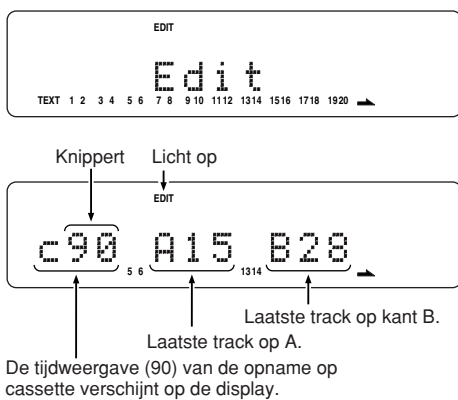 EDIT
Edit
TEXT 1 2 3 4 5 6 7 8 9 10 11 12 13 14 15 16 17 18 19 20
Knippert Licht op
EDIT
c90 A15 B28
5 6 13 14
Laatste track op kant B.
Laatste track op A.
De tijdweergave (90) van de opname op
cassette verschijnt op de display.